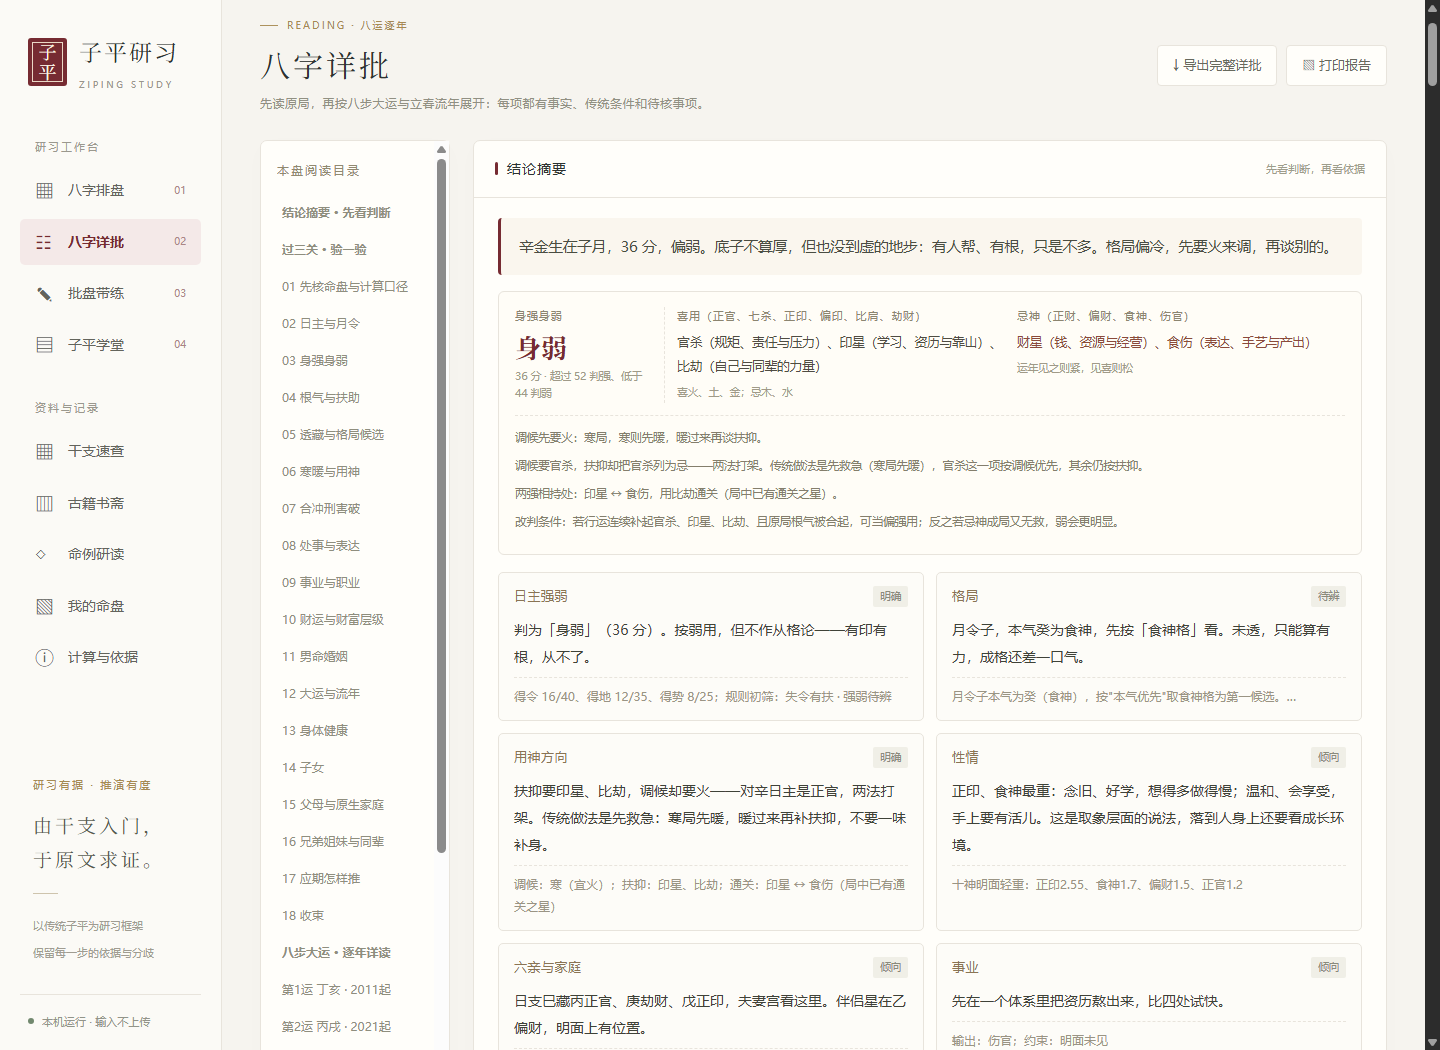 子平
子平研习
ZIPING STUDY
研习工作台
八字排盘 01
八字详批 02
批盘带练 03
子平学堂 04
资料与记录
干支速查
古籍书斋
命例研读
我的命盘
计算与依据
研习有据 · 推演有度
由干支入门，
于原文求证。
以传统子平为研习框架
保留每一步的依据与分歧
本机运行 · 输入不上传
READING · 八运逐年
八字详批
先读原局，再按八步大运与立春流年展开：每项都有事实、传统条件和待核事项。
↓ 导出完整详批
打印报告
本盘阅读目录
结论摘要 • 先看判断
过三关 • 验一验
01 先核命盘与计算口径
02 日主与月令
03 身强身弱
04 根气与扶助
05 透藏与格局候选
06 寒暖与用神
07 合冲刑害破
08 处事与表达
09 事业与职业
10 财运与财富层级
11 男命婚姻
12 大运与流年
13 身体健康
14 子女
15 父母与原生家庭
16 兄弟姐妹与同辈
17 应期怎样推
18 收束
八步大运 • 逐年详读
第1运 丁亥 · 2011起
第2运 丙戌 · 2021起
结论摘要
先看判断，再看依据
辛金生在子月，36 分，偏弱。底子不算厚，但也没到虚的地步：有人帮、有根，只是不多。格局偏冷，先要火来调，再谈别的。
身强身弱
身弱
36 分 · 超过 52 判强、低于
44 判弱
喜用（正官、七杀、正印、偏印、比肩、劫财）
官杀（规矩、责任与压力）、印星（学习、资历与靠山）、
比劫（自己与同辈的力量）
喜火、土、金；忌木、水
忌神（正财、偏财、食神、伤官）
财星（钱、资源与经营）、食伤（表达、手艺与产出）
运年见之则紧，见喜则松
调候先要火：寒局，寒则先暖，暖过来再谈扶抑。
调候要官杀，扶抑却把官杀列为忌——两法打架。传统做法是先救急（寒局先暖），官杀这一项按调候优先，其余仍按扶抑。
两强相持处：印星 ↔ 食伤，用比劫通关（局中已有通关之星）。
改判条件：若行运连续补起官杀、印星、比劫、且原局根气被合起，可当偏强用；反之若忌神成局又无救，弱会更明显。
日主强弱 明确
判为「身弱」（36 分）。按弱用，但不作从格论——有印有
根，从不了。
得令 16/40、得地 12/35、得势 8/25；规则初筛：失令有扶 · 强弱待辨
格局 待辨
月令子，本气癸为食神，先按「食神格」看。未透，只能算有
力，成格还差一口气。
月令子本气为癸（食神），按"本气优先"取食神格为第一候选。...
用神方向 明确
扶抑要印星、比劫，调候却要火——对辛日主是正官，两法打
架。传统做法是先救急：寒局先暖，暖过来再补扶抑，不要一味
补身。
调候：寒（宜火）；扶抑：印星、比劫；通关：印星 ↔ 食伤（局中已有通
关之星）
性情 倾向
正印、食神最重：念旧、好学，想得多做得慢；温和、会享受，
手上要有活儿。这是取象层面的说法，落到人身上还要看成长环
境。
十神明面轻重：正印2.55、食神1.7、偏财1.5、正官1.2
六亲与家庭 倾向
日支巳藏丙正官、庚劫财、戊正印，夫妻宫看这里。伴侣星在乙
偏财，明面上有位置。
事业 倾向
先在一个体系里把资历熬出来，比四处试快。
输出：伤官；约束：明面未见